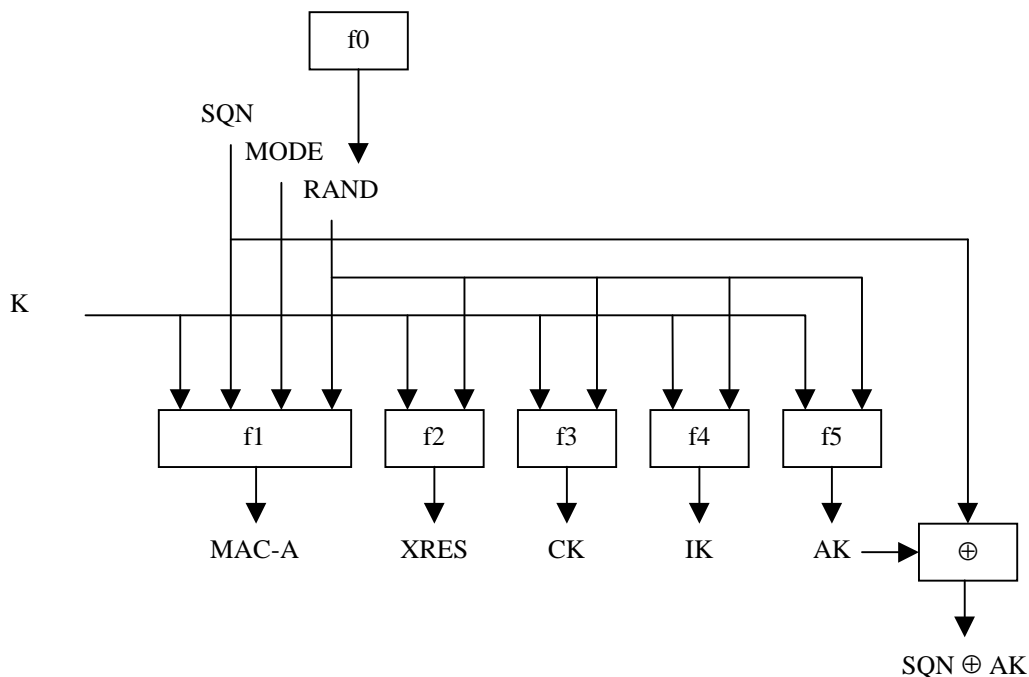 f0
SQN
MODE
RAND
K
f1
f2
f3
f4
f5
MAC-A
XRES
CK
IK
AK
⊕
SQN ⊕ AK